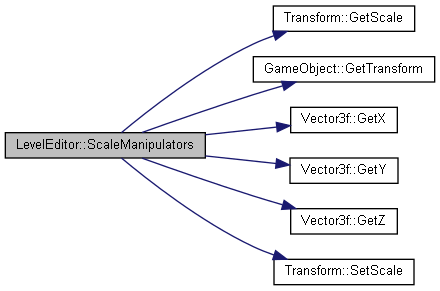 Transform::GetScale
GameObject::GetTransform
Vector3f::GetX
LevelEditor::ScaleManipulators
Vector3f::GetY
Vector3f::GetZ
Transform::SetScale